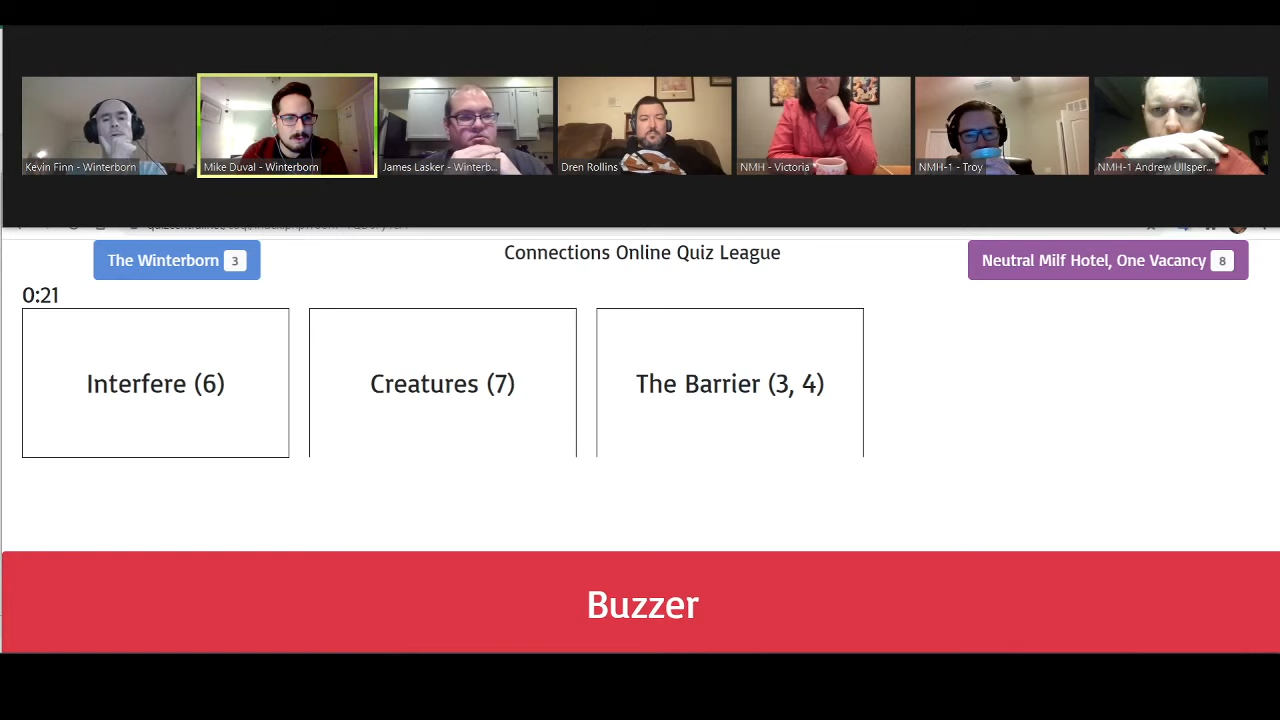 Kevin Finn - Winterborn
Mike Duval - Winterborn
James Lasker - Winterb...
Dren Rollins
NMH - Victoria
NMH-1 - Troy
NMH-1 Andrew Ullsper...
The Winterborn 3
Connections Online Quiz League
Neutral Milf Hotel, One Vacancy 8
0:21
Interfere (6)
Creatures (7)
The Barrier (3, 4)
Buzzer